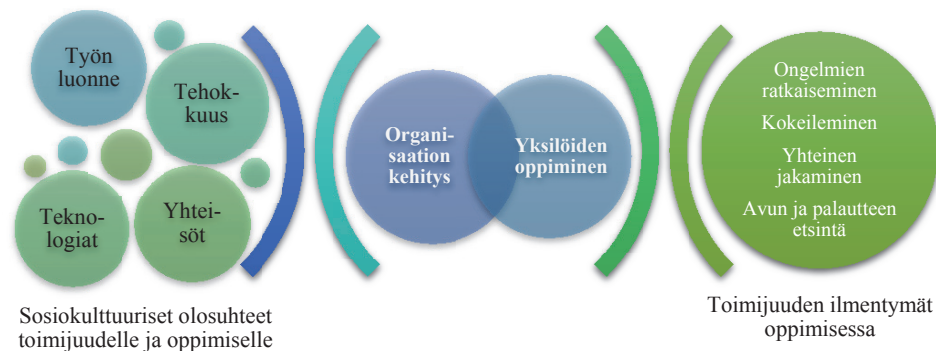 Työn
luonne
Tehok-
kuus
Tekno-
logiat
Yhtei-
söt
Sosiokulttuuriset olosuhteet
toimijuudelle ja oppimiselle
Organi-
saation
kehitys
Yksilöiden
oppiminen
Ongelmien
ratkaiseminen
Kokeileminen
Yhteinen
jakaminen
Avun ja palautteen
etsintä
Toimijuuden ilmentymät
oppimisessa